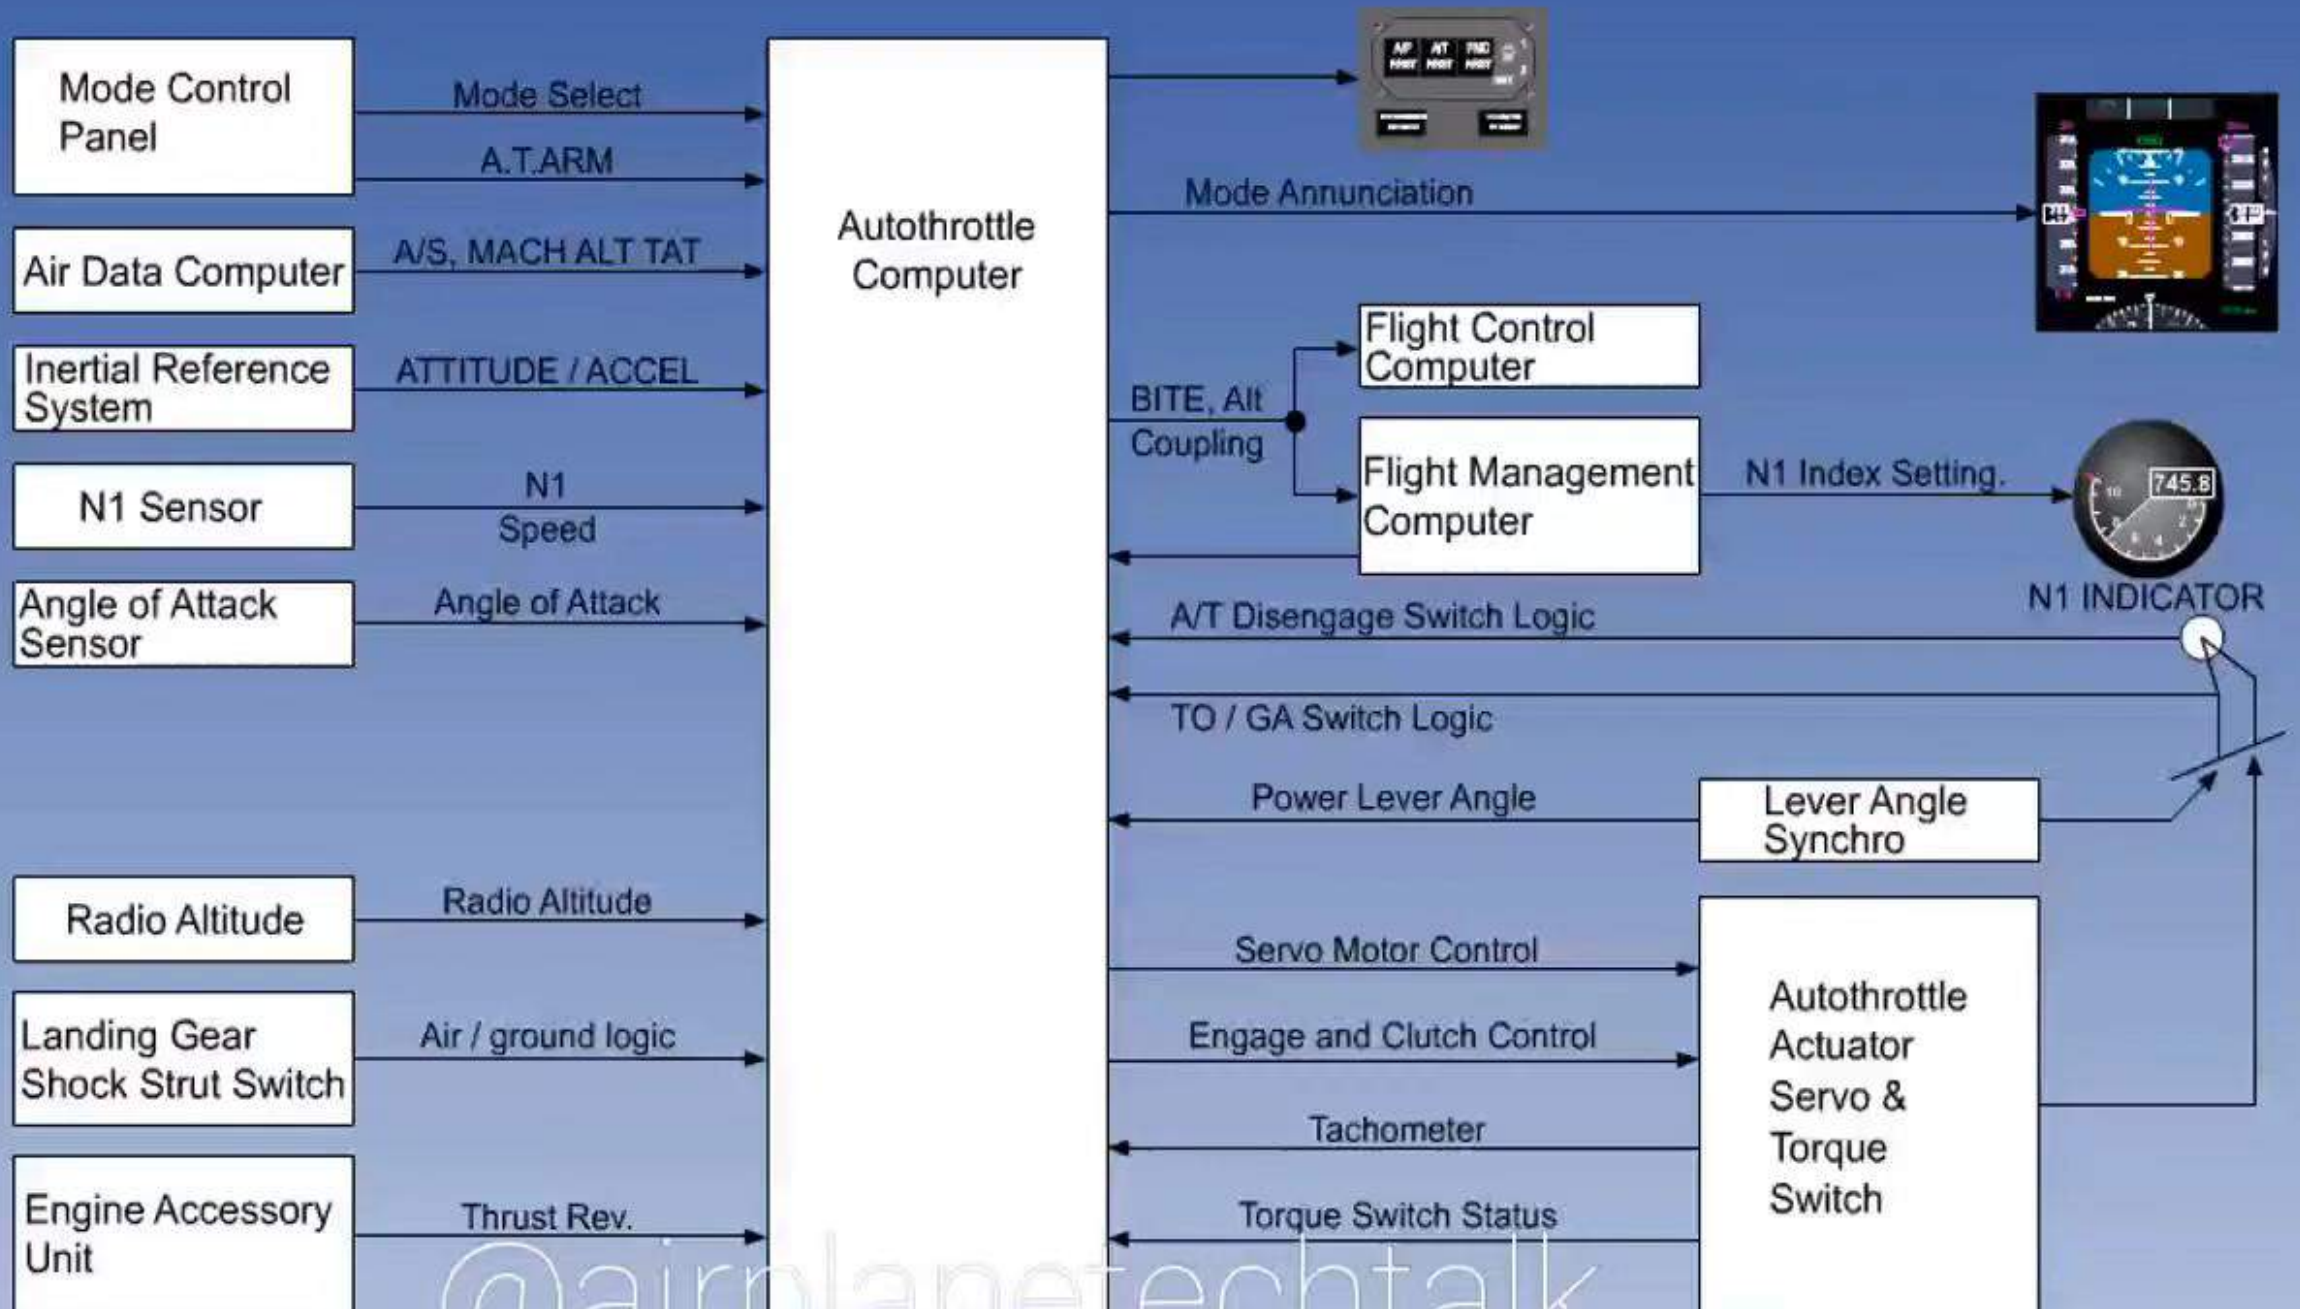 Mode Control
Panel
Mode Select
A.T.ARM
Air Data Computer
A/S, MACH ALT TAT
Inertial Reference
System
ATTITUDE / ACCEL
N1 Sensor
N1
Speed
Angle of Attack
Sensor
Angle of Attack
Radio Altitude
Radio Altitude
Landing Gear
Shock Strut Switch
Air / ground logic
Engine Accessory
Unit
Thrust Rev.
Autothrottle
Computer
A/P
A/T
Mode Annunciation
BITE, Alt
Coupling
Flight Control
Computer
Flight Management
Computer
N1 Index Setting.
745.8
10
2
4
N1 INDICATOR
A/T Disengage Switch Logic
TO / GA Switch Logic
Power Lever Angle
Lever Angle
Synchro
Servo Motor Control
Engage and Clutch Control
Tachometer
Torque Switch Status
Autothrottle
Actuator
Servo &
Torque
Switch
@airplanetechtalk